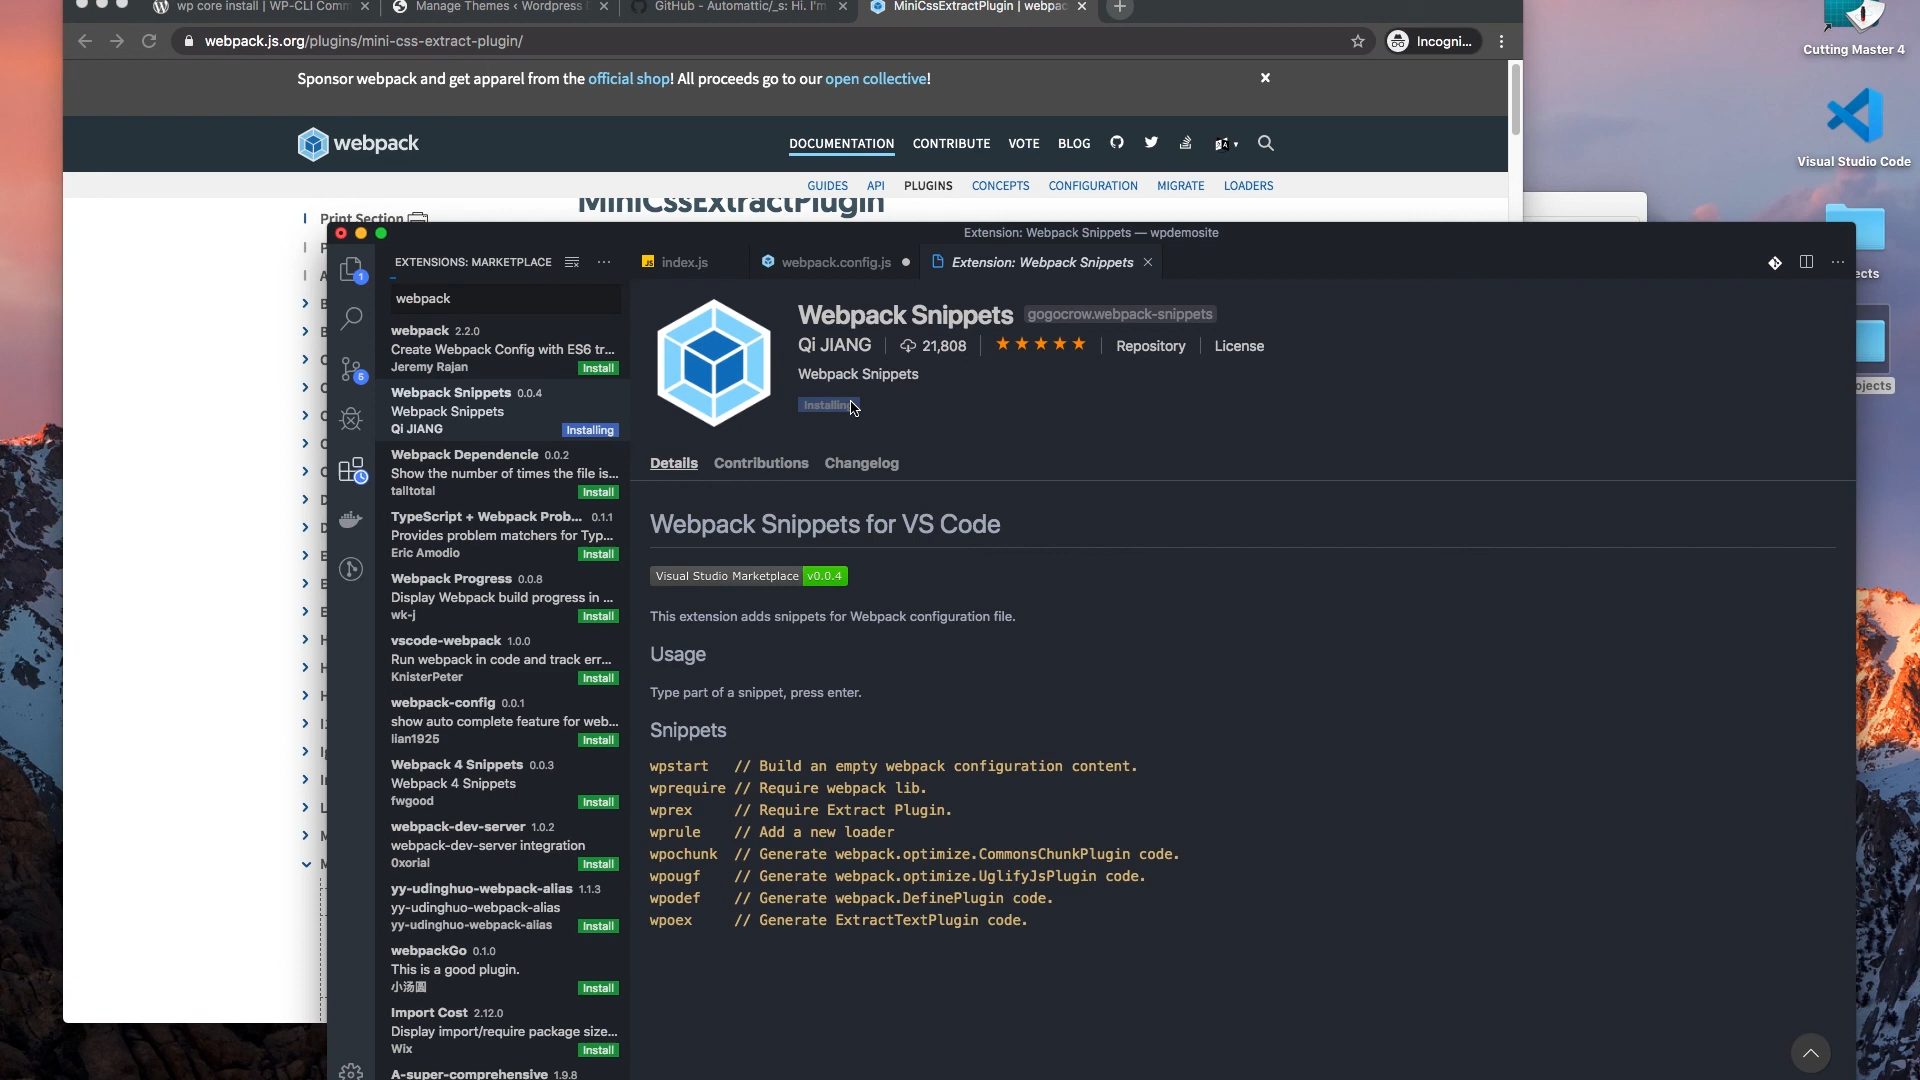 wp core install | WP-CLI Comm
Manage Themes ‹ Wordpress
GitHub - Automattic/_s: Hi. I'm
MiniCssExtractPlugin | webpac
webpack.js.org/plugins/mini-css-extract-plugin/
Incogni...
Sponsor webpack and get apparel from the official shop! All proceeds go to our open collective!
webpack
DOCUMENTATION CONTRIBUTE VOTE BLOG
GUIDES API PLUGINS CONCEPTS CONFIGURATION MIGRATE LOADERS
MiniCssExtractPlugin
Print Section
Cutting Master 4
Visual Studio Code
ects
ojects
Extension: Webpack Snippets — wpdemosite
EXTENSIONS: MARKETPLACE
index.js
webpack.config.js
Extension: Webpack Snippets
1
6
webpack
webpack 2.2.0
Create Webpack Config with ES6 tr...
Jeremy Rajan
Install
Webpack Snippets 0.0.4
Webpack Snippets
Qi JIANG
Installing
Webpack Dependencie 0.0.2
Show the number of times the file is...
talltotal
Install
TypeScript + Webpack Prob... 0.1.1
Provides problem matchers for Typ...
Eric Amodio
Install
Webpack Progress 0.0.8
Display Webpack build progress in ...
wk-j
Install
vscode-webpack 1.0.0
Run webpack in code and track err...
KnisterPeter
Install
webpack-config 0.0.1
show auto complete feature for web...
lian1925
Install
Webpack 4 Snippets 0.0.3
Webpack 4 Snippets
fwgood
Install
webpack-dev-server 1.0.2
webpack-dev-server integration
0xorial
Install
yy-udinghuo-webpack-alias 1.1.3
yy-udinghuo-webpack-alias
yy-udinghuo-webpack-alias
Install
webpackGo 0.1.0
This is a good plugin.
小汤圆
Install
Import Cost 2.12.0
Display import/require package size...
Wix
Install
A-super-comprehensive 1.9.8
Webpack Snippets gogocrow.webpack-snippets
Qi JIANG 21,808 Repository License
Webpack Snippets
Installing
Details Contributions Changelog
Webpack Snippets for VS Code
Visual Studio Marketplace v0.0.4
This extension adds snippets for Webpack configuration file.
Usage
Type part of a snippet, press enter.
Snippets
wpstart // Build an empty webpack configuration content.
wprequire // Require webpack lib.
wprex // Require Extract Plugin.
wprule // Add a new loader
wpochunk // Generate webpack.optimize.CommonsChunkPlugin code.
wpougf // Generate webpack.optimize.UglifyJsPlugin code.
wpodef // Generate webpack.DefinePlugin code.
wpoex // Generate ExtractTextPlugin code.